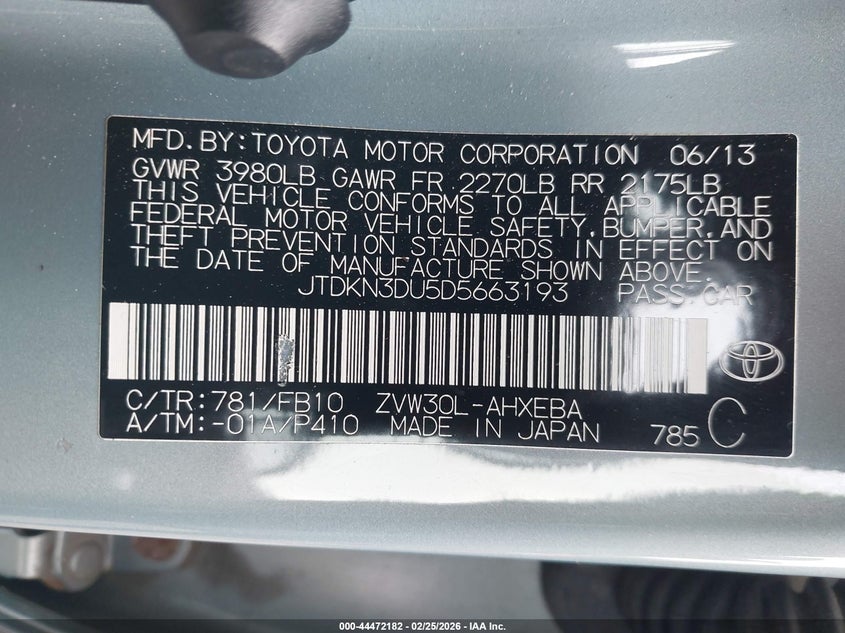 MFD.BY:TOYOTA MOTOR CORPORATION 06/13
GVWR 3980LB GAWR FR 2270LB RR 2175LB
THIS VEHICLE CONFORMS TO ALL APPLICABLE
FEDERAL MOTOR VEHICLE SAFETY,BUMPER,AND
THEFT PREVENTION STANDARDS IN EFFECT ON
THE DATE OF MANUFACTURE SHOWN ABOVE.
JTDKN3DU5D5663193 PASS.CAR
C/TR:781/FB10 ZVW30L-AHXEBA
A/TM:-01A/P410 MADE IN JAPAN 785 C
000-44472182 - 02/25/2026 - IAA Inc.